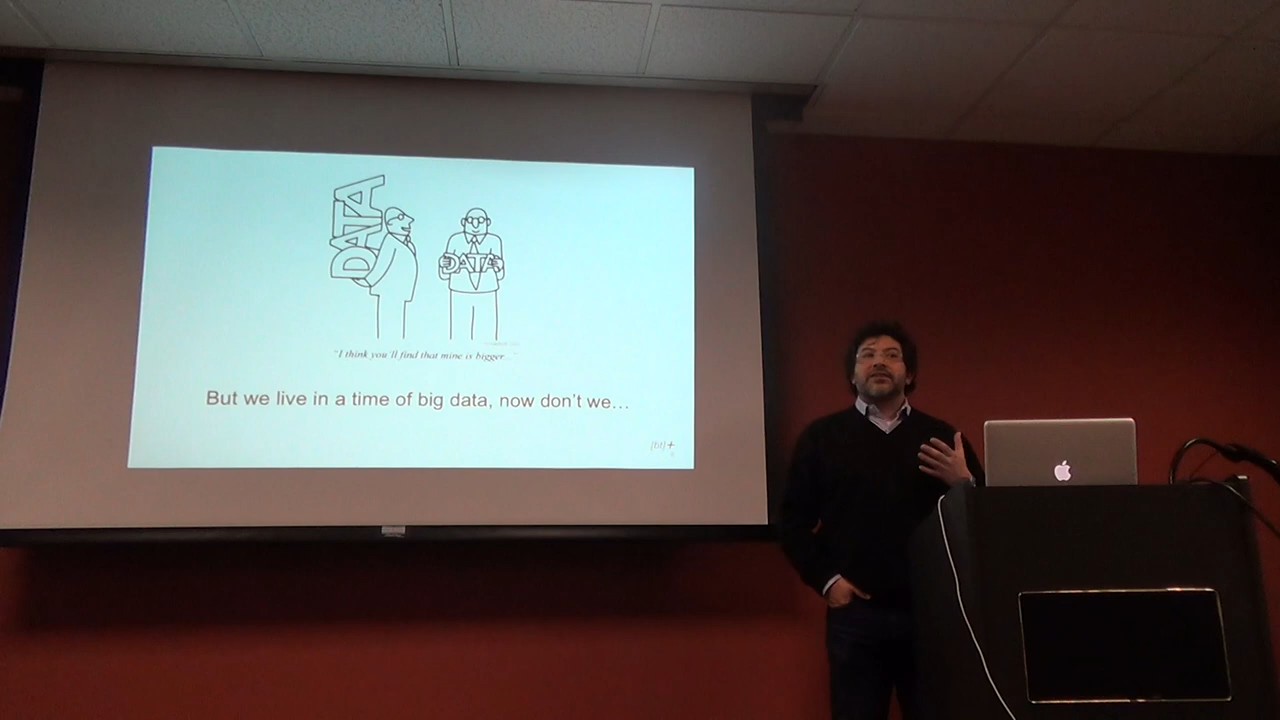 DATA
DATA
"I think you'll find that mine is bigger..."
But we live in a time of big data, now don't we…